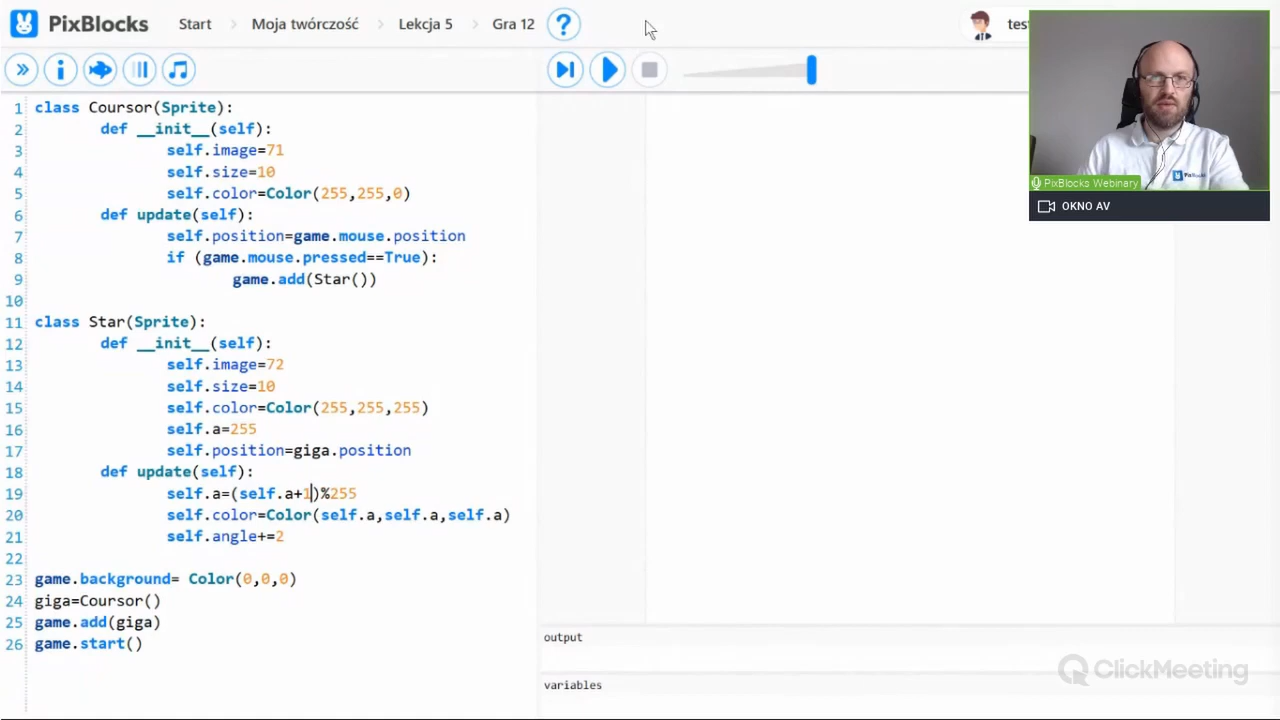 PixBlocks Start Moja twórczość Lekcja 5 Gra 12 ? test
1 class Coursor(Sprite):
2 def __init__(self):
3 self.image=71
4 self.size=10
5 self.color=Color(255,255,0)
6 def update(self):
7 self.position=game.mouse.position
8 if (game.mouse.pressed==True):
9 game.add(Star())
10
11 class Star(Sprite):
12 def __init__(self):
13 self.image=72
14 self.size=10
15 self.color=Color(255,255,255)
16 self.a=255
17 self.position=giga.position
18 def update(self):
19 self.a=(self.a+1)%255
20 self.color=Color(self.a,self.a,self.a)
21 self.angle+=2
22
23 game.background= Color(0,0,0)
24 giga=Coursor()
25 game.add(giga)
26 game.start()
PixBlocks Webinary
OKNO AV
output
variables
ClickMeeting